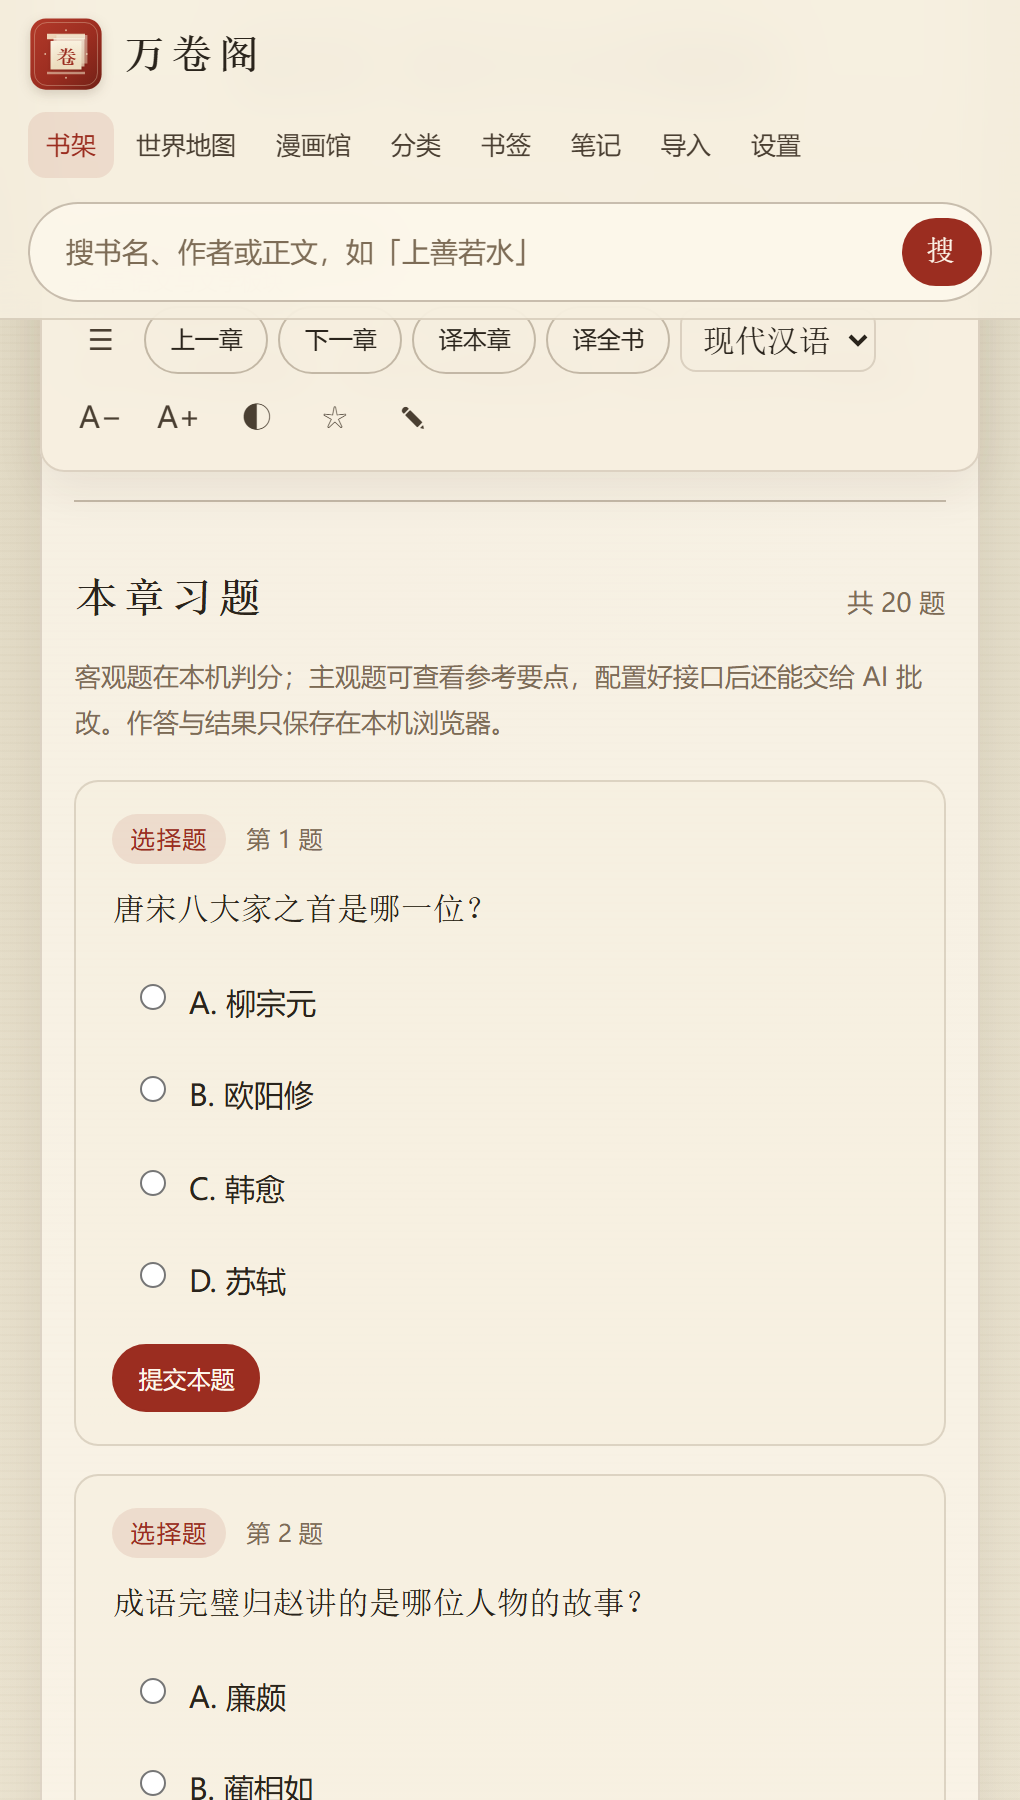 卷
万卷阁
书架 世界地图 漫画馆 分类 书签 笔记 导入 设置
搜书名、作者或正文，如「上善若水」 搜
☰ 上一章 下一章 译本章 译全书 现代汉语
A− A+ ☆
本章习题 共 20 题
客观题在本机判分；主观题可查看参考要点，配置好接口后还能交给 AI 批
改。作答与结果只保存在本机浏览器。
选择题 第 1 题
唐宋八大家之首是哪一位？
A. 柳宗元
B. 欧阳修
C. 韩愈
D. 苏轼
提交本题
选择题 第 2 题
成语完璧归赵讲的是哪位人物的故事？
A. 廉颇
B. 蔺相如